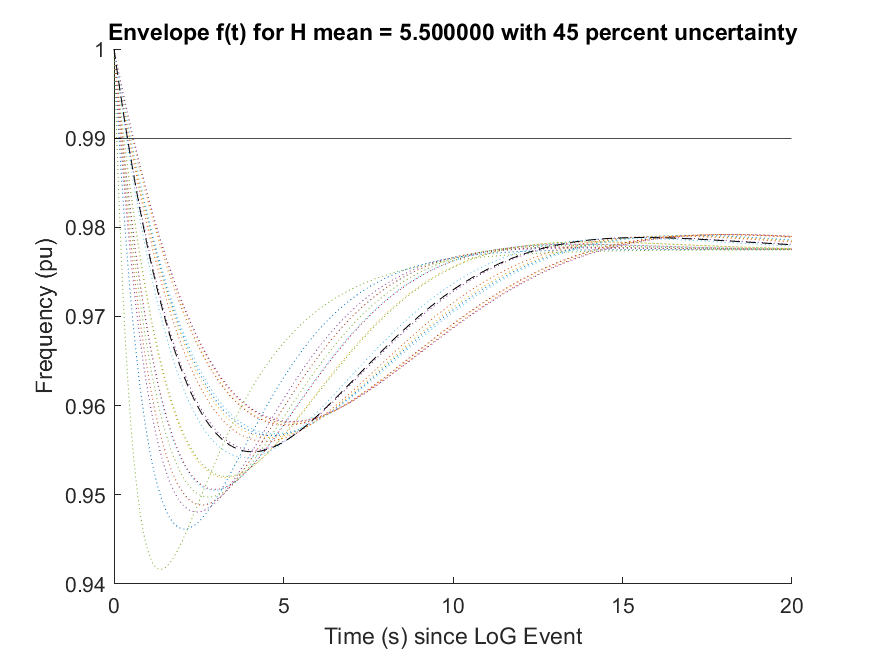 Envelope f(t) for H mean = 5.500000 with 45 percent uncertainty
1
0.99
0.98
0.97
0.96
0.95
0.94
Frequency (pu)
0 5 10 15 20
Time (s) since LoG Event